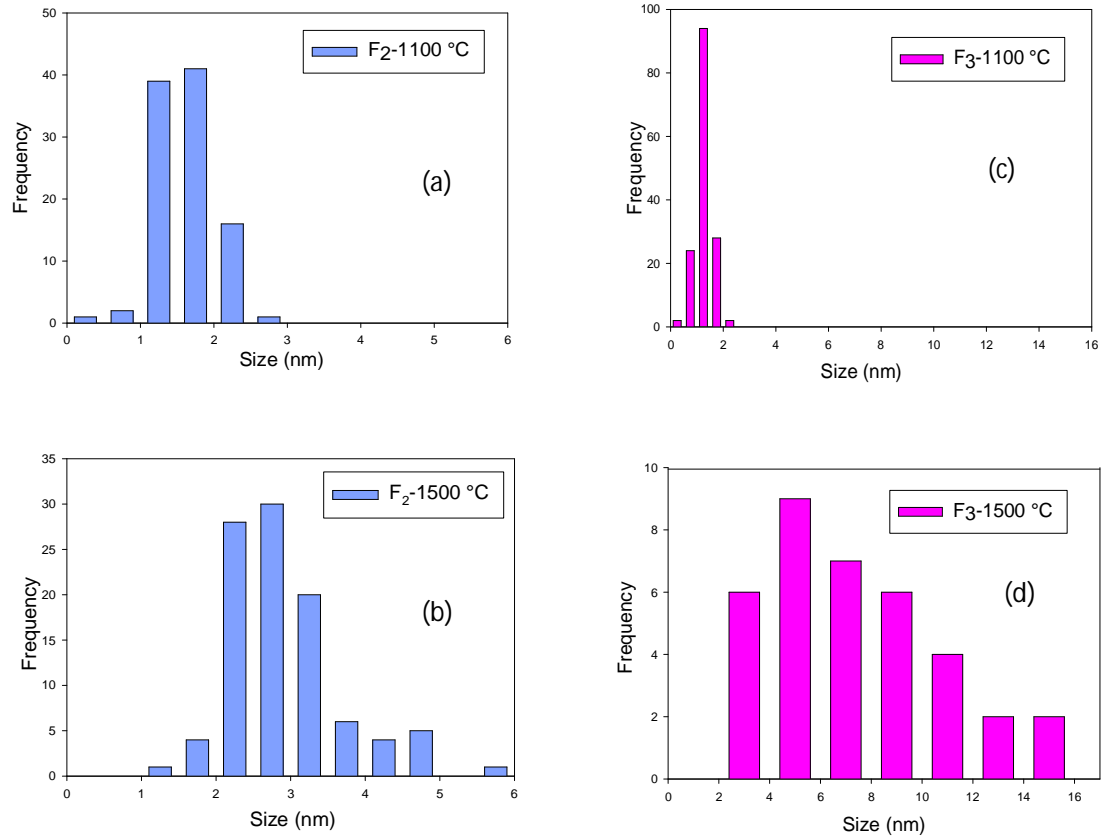 50
40
30
20
10
0
Frequency
F2-1100 °C
(a)
0 1 2 3 4 5 6
Size (nm)
100
80
60
40
20
0
Frequency
F3-1100 °C
(c)
0 2 4 6 8 10 12 14 16
Size (nm)
35
30
25
20
15
10
5
0
Frequency
F2-1500 °C
(b)
0 1 2 3 4 5 6
Size (nm)
10
8
6
4
2
0
Frequency
F3-1500 °C
(d)
0 2 4 6 8 10 12 14 16
Size (nm)